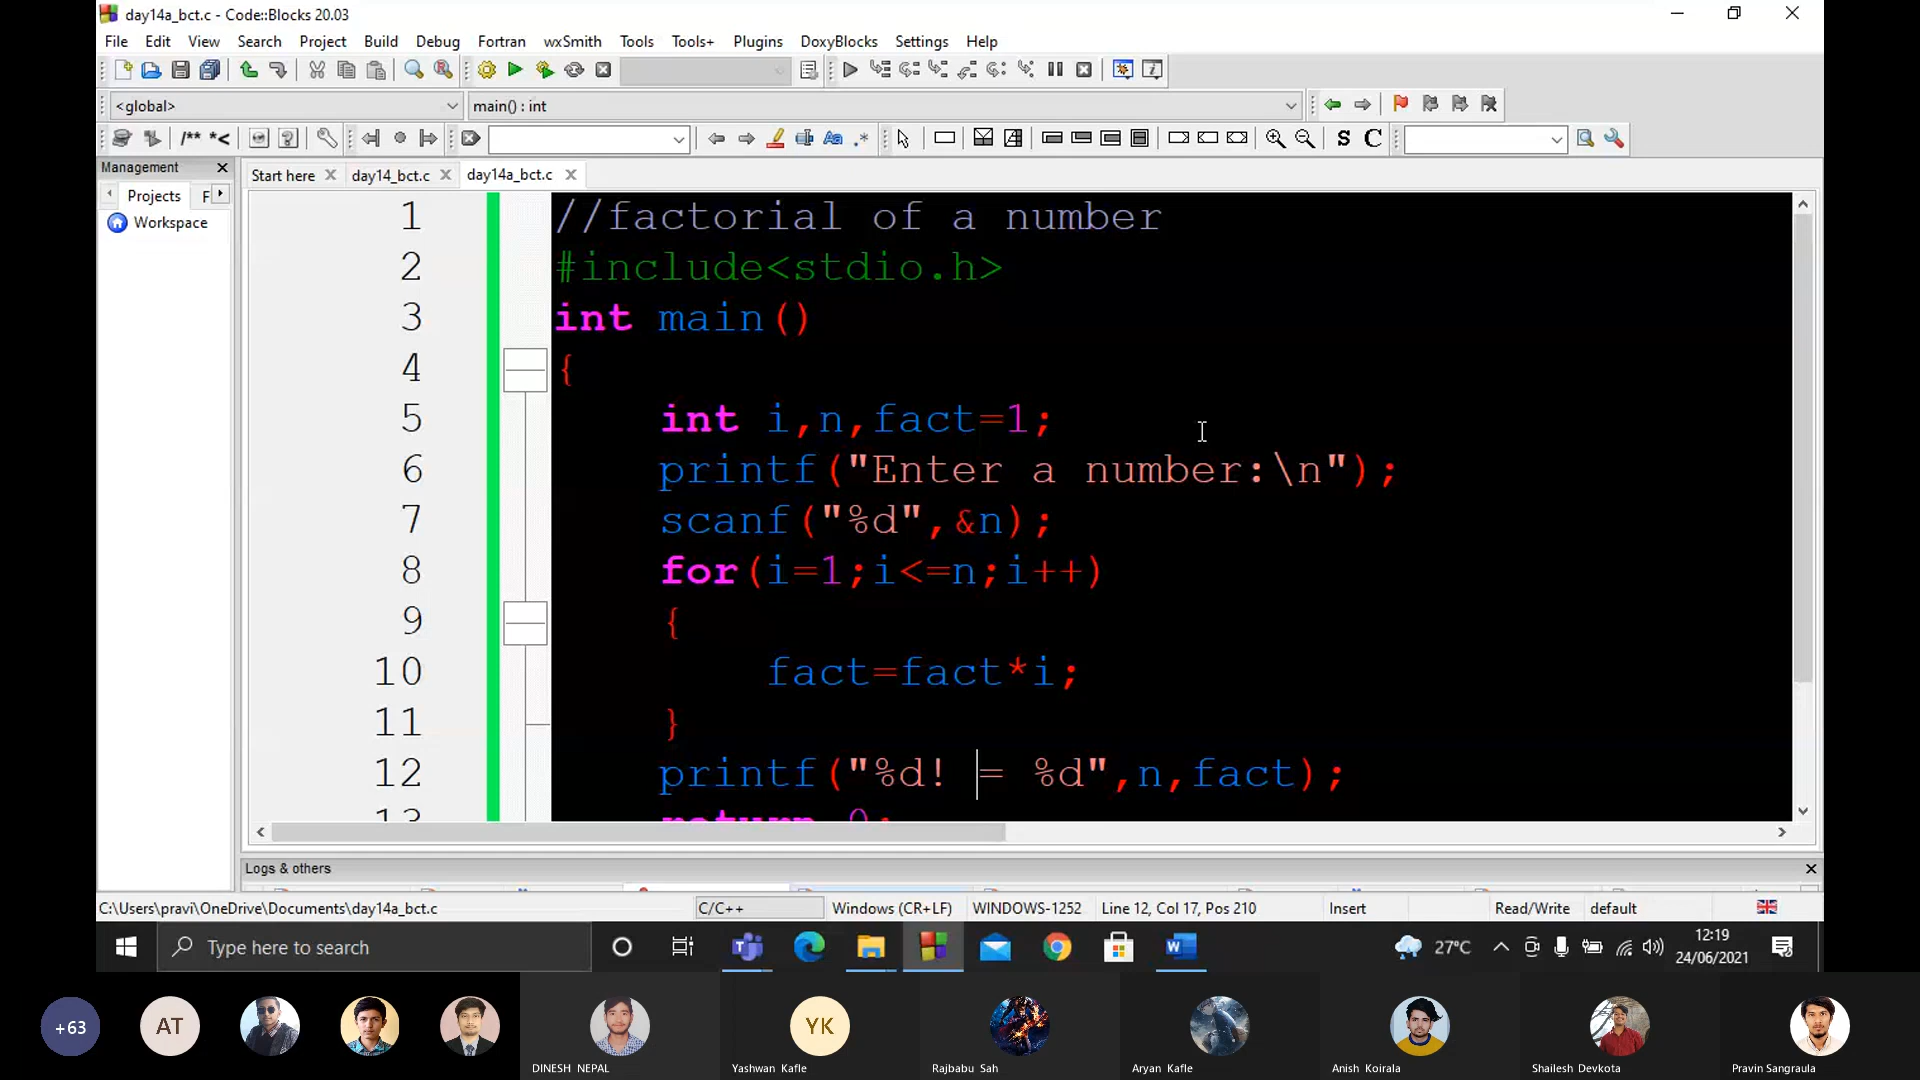 day14a_bct.c - Code::Blocks 20.03
File Edit View Search Project Build Debug Fortran wxSmith Tools Tools+ Plugins DoxyBlocks Settings Help
<global> main() : int
/** *< Aa .* S C
Management Start here day14_bct.c day14a_bct.c
Projects F
Workspace
1 //factorial of a number
2 #include<stdio.h>
3 int main()
4 {
5 int i,n,fact=1;
6 printf("Enter a number:\n");
7 scanf("%d",&n);
8 for(i=1;i<=n;i++)
9 {
10 fact=fact*i;
11 }
12 printf("%d! = %d",n,fact);
13 return 0;
Logs & others
C:\Users\pravi\OneDrive\Documents\day14a_bct.c C/C++ Windows (CR+LF) WINDOWS-1252 Line 12, Col 17, Pos 210 Insert Read/Write default
Type here to search 27°C 12:19
24/06/2021
+63 AT YK
DINESH NEPAL Yashwan Kafle Rajbabu Sah Aryan Kafle Anish Koirala Shailesh Devkota Pravin Sangraula